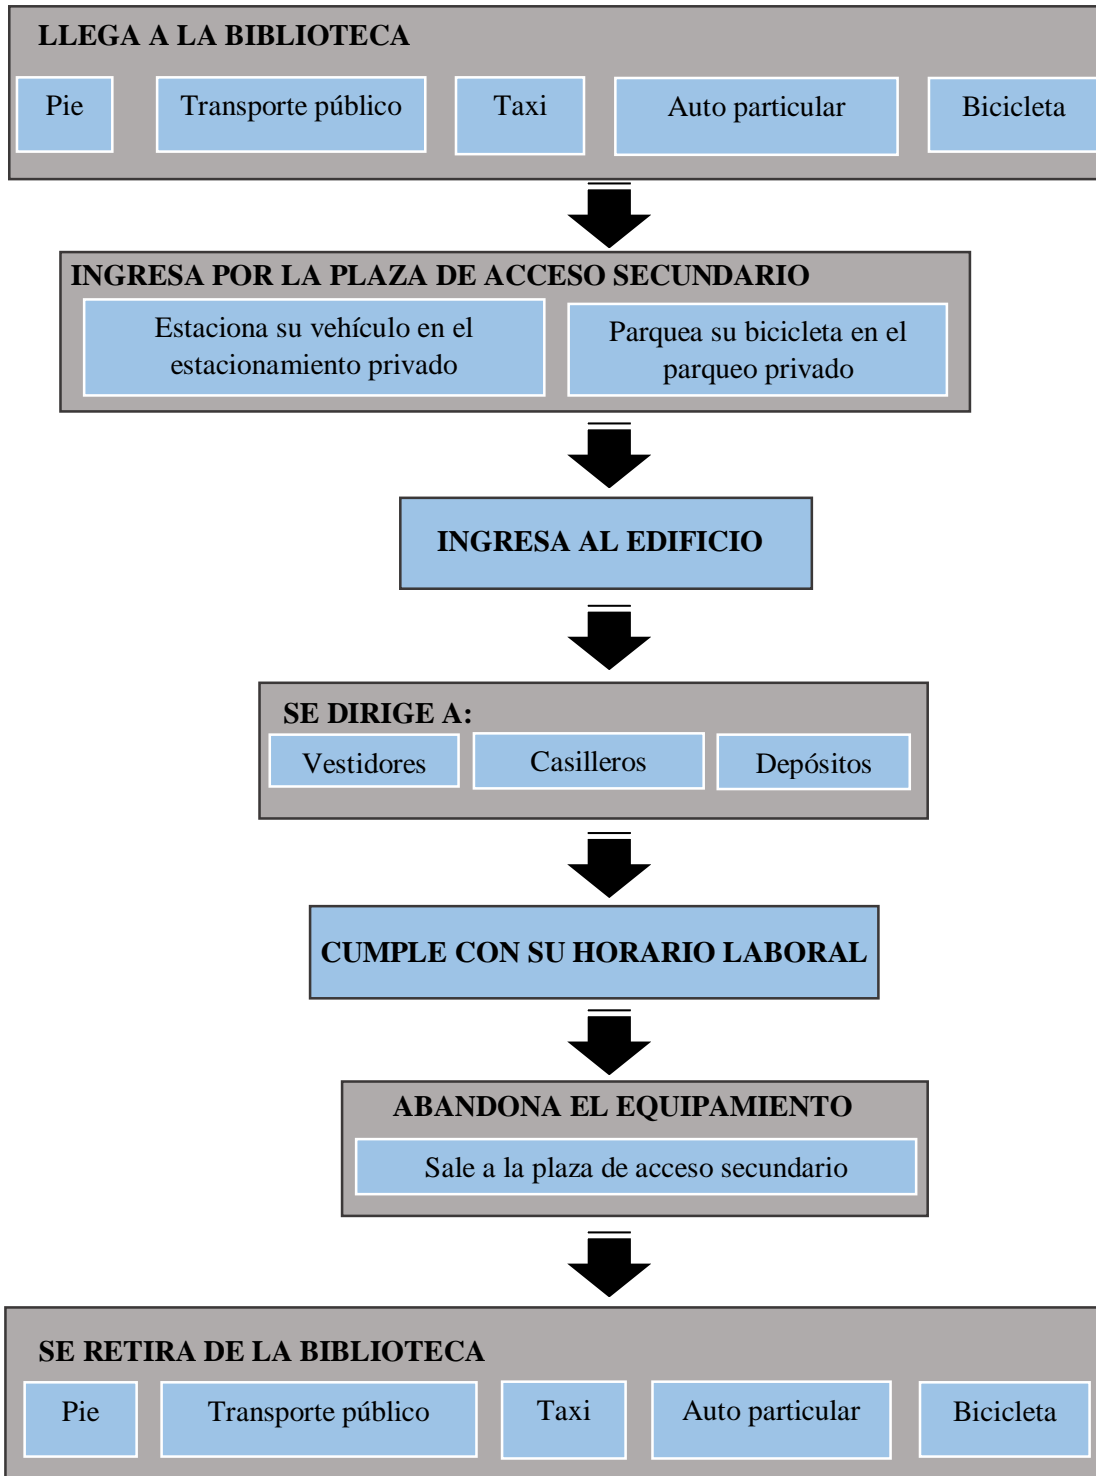 LLEGA A LA BIBLIOTECA
Pie
Transporte público
Taxi
Auto particular
Bicicleta
INGRESA POR LA PLAZA DE ACCESO SECUNDARIO
Estaciona su vehículo en el
estacionamiento privado
Parquea su bicicleta en el
parqueo privado
INGRESA AL EDIFICIO
SE DIRIGE A:
Vestidores
Casilleros
Depósitos
CUMPLE CON SU HORARIO LABORAL
ABANDONA EL EQUIPAMIENTO
Sale a la plaza de acceso secundario
SE RETIRA DE LA BIBLIOTECA
Pie
Transporte público
Taxi
Auto particular
Bicicleta